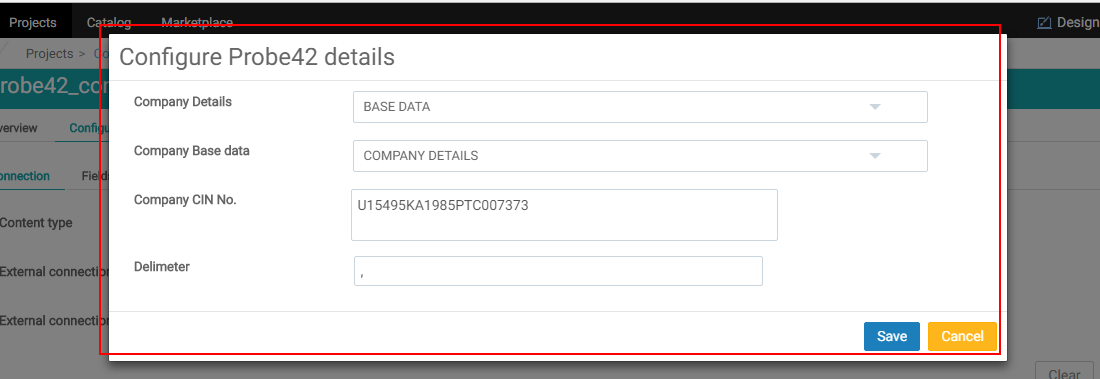 Projects Catalog Marketplace Design
Projects > Co
robe42_con
Configure Probe42 details
Company Details BASE DATA
verview Configu
Company Base data COMPANY DETAILS
onnection Field
Company CIN No. U15495KA1985PTC007373
Content type
Delimeter ,
External connection
External connection
Save Cancel
Clear